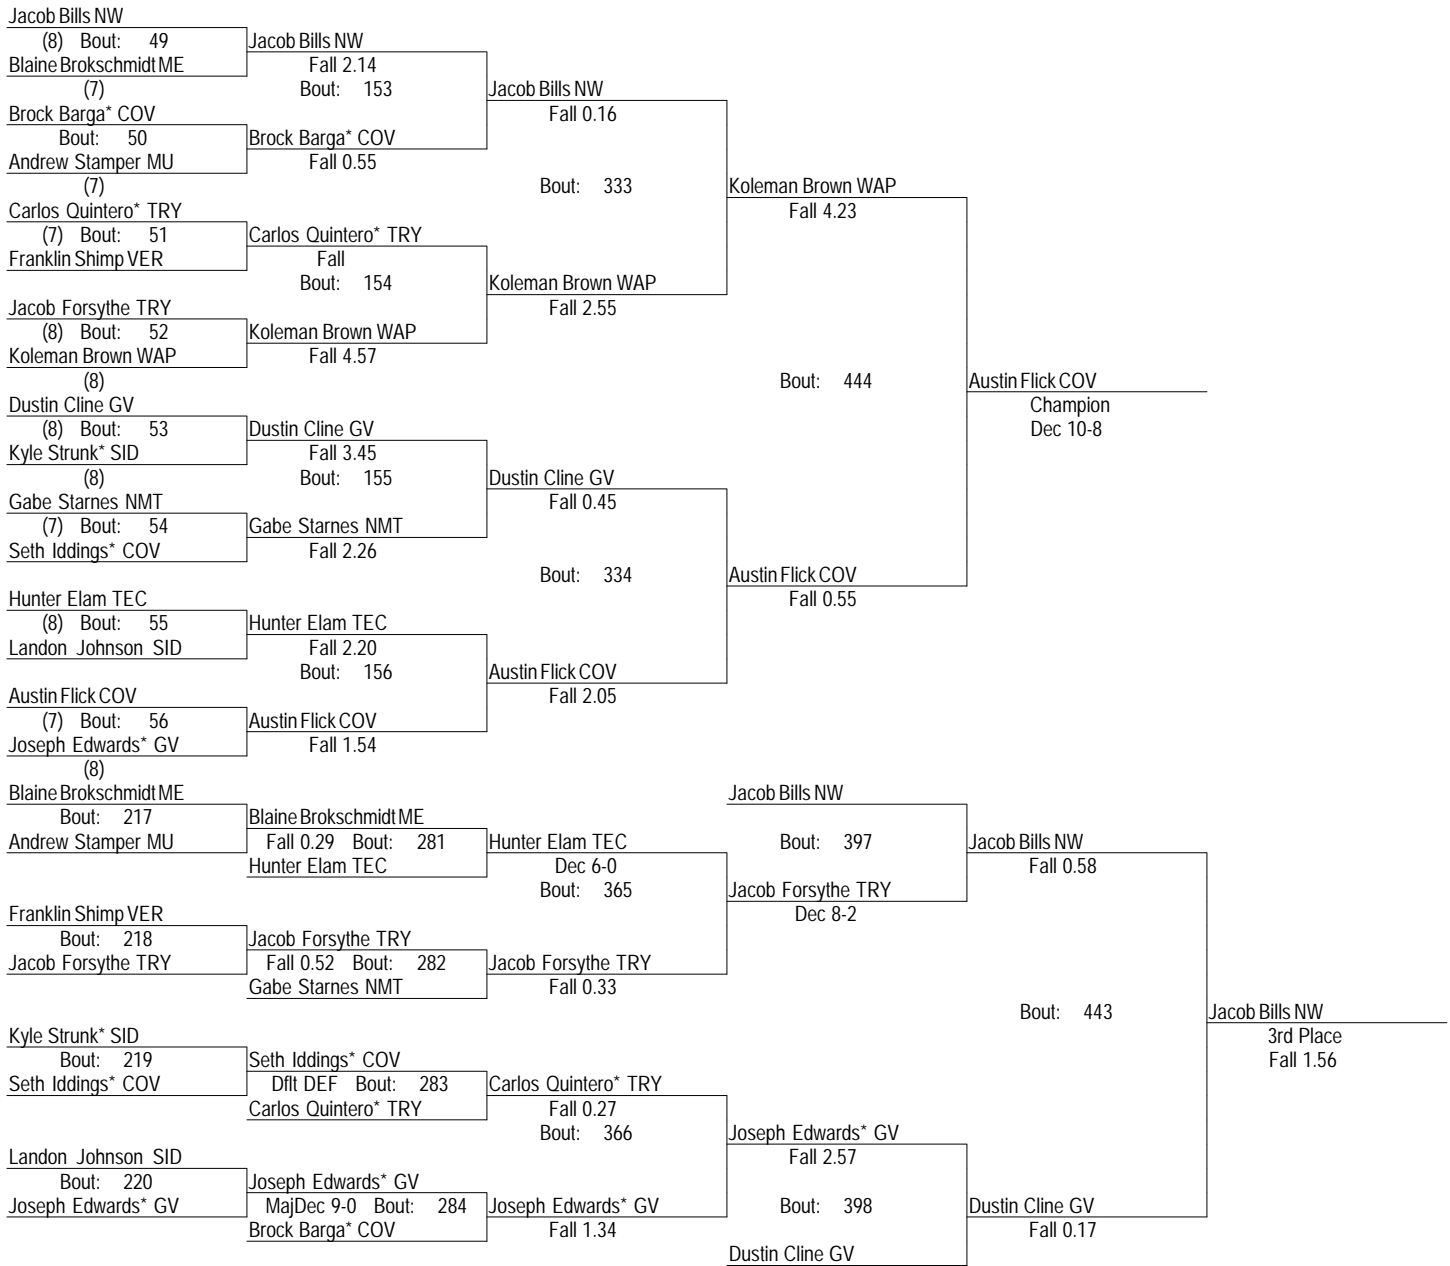 Jacob Bills NW
(8) Bout: 49
Blaine Brokschmidt ME
(7)
Brock Barga* COV
Bout: 50
Andrew Stamper MU
(7)
Carlos Quintero* TRY
(7) Bout: 51
Franklin Shimp VER
Jacob Forsythe TRY
(8) Bout: 52
Koleman Brown WAP
(8)
Dustin Cline GV
(8) Bout: 53
Kyle Strunk* SID
(8)
Gabe Starnes NMT
(7) Bout: 54
Seth Iddings* COV
Hunter Elam TEC
(8) Bout: 55
Landon Johnson SID
Austin Flick COV
(7) Bout: 56
Joseph Edwards* GV
(8)
Jacob Bills NW
Fall 2.14
Bout: 153
Brock Barga* COV
Fall 0.55
Carlos Quintero* TRY
Fall
Bout: 154
Koleman Brown WAP
Fall 4.57
Dustin Cline GV
Fall 3.45
Bout: 155
Gabe Starnes NMT
Fall 2.26
Hunter Elam TEC
Fall 2.20
Bout: 156
Austin Flick COV
Fall 1.54
Jacob Bills NW
Fall 0.16
Bout: 333
Koleman Brown WAP
Fall 2.55
Dustin Cline GV
Fall 0.45
Bout: 334
Austin Flick COV
Fall 2.05
Koleman Brown WAP
Fall 4.23
Bout: 444
Austin Flick COV
Fall 0.55
Austin Flick COV
Champion
Dec 10-8
Blaine Brokschmidt ME
Bout: 217
Andrew Stamper MU
Franklin Shimp VER
Bout: 218
Jacob Forsythe TRY
Kyle Strunk* SID
Bout: 219
Seth Iddings* COV
Landon Johnson SID
Bout: 220
Joseph Edwards* GV
Blaine Brokschmidt ME
Fall 0.29 Bout: 281
Hunter Elam TEC
Jacob Forsythe TRY
Fall 0.52 Bout: 282
Gabe Starnes NMT
Seth Iddings* COV
Dflt DEF Bout: 283
Carlos Quintero* TRY
Joseph Edwards* GV
MajDec 9-0 Bout: 284
Brock Barga* COV
Hunter Elam TEC
Dec 6-0
Bout: 365
Jacob Forsythe TRY
Fall 0.33
Carlos Quintero* TRY
Fall 0.27
Bout: 366
Joseph Edwards* GV
Fall 1.34
Jacob Bills NW
Bout: 397
Jacob Forsythe TRY
Dec 8-2
Joseph Edwards* GV
Fall 2.57
Bout: 398
Dustin Cline GV
Jacob Bills NW
Fall 0.58
Bout: 443
Dustin Cline GV
Fall 0.17
Jacob Bills NW
3rd Place
Fall 1.56